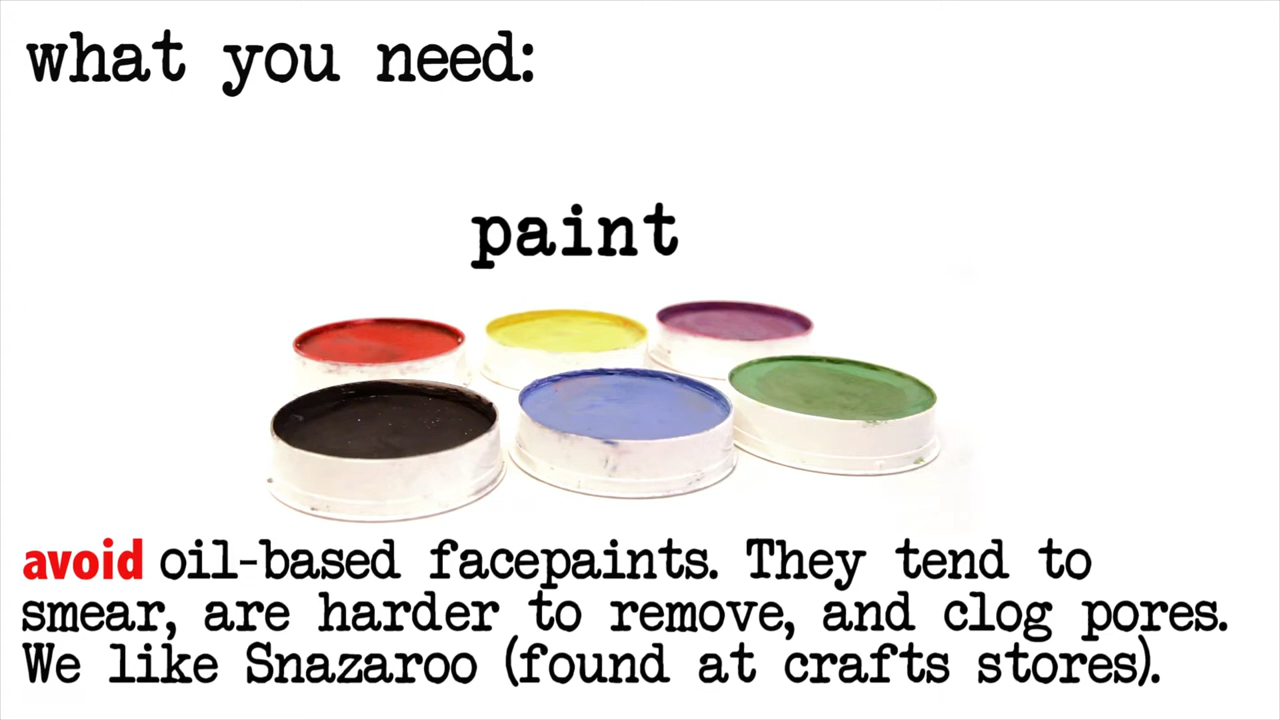 what you need:
paint
avoid oil-based facepaints. They tend to
smear, are harder to remove, and clog pores.
We like Snazaroo (found at crafts stores).